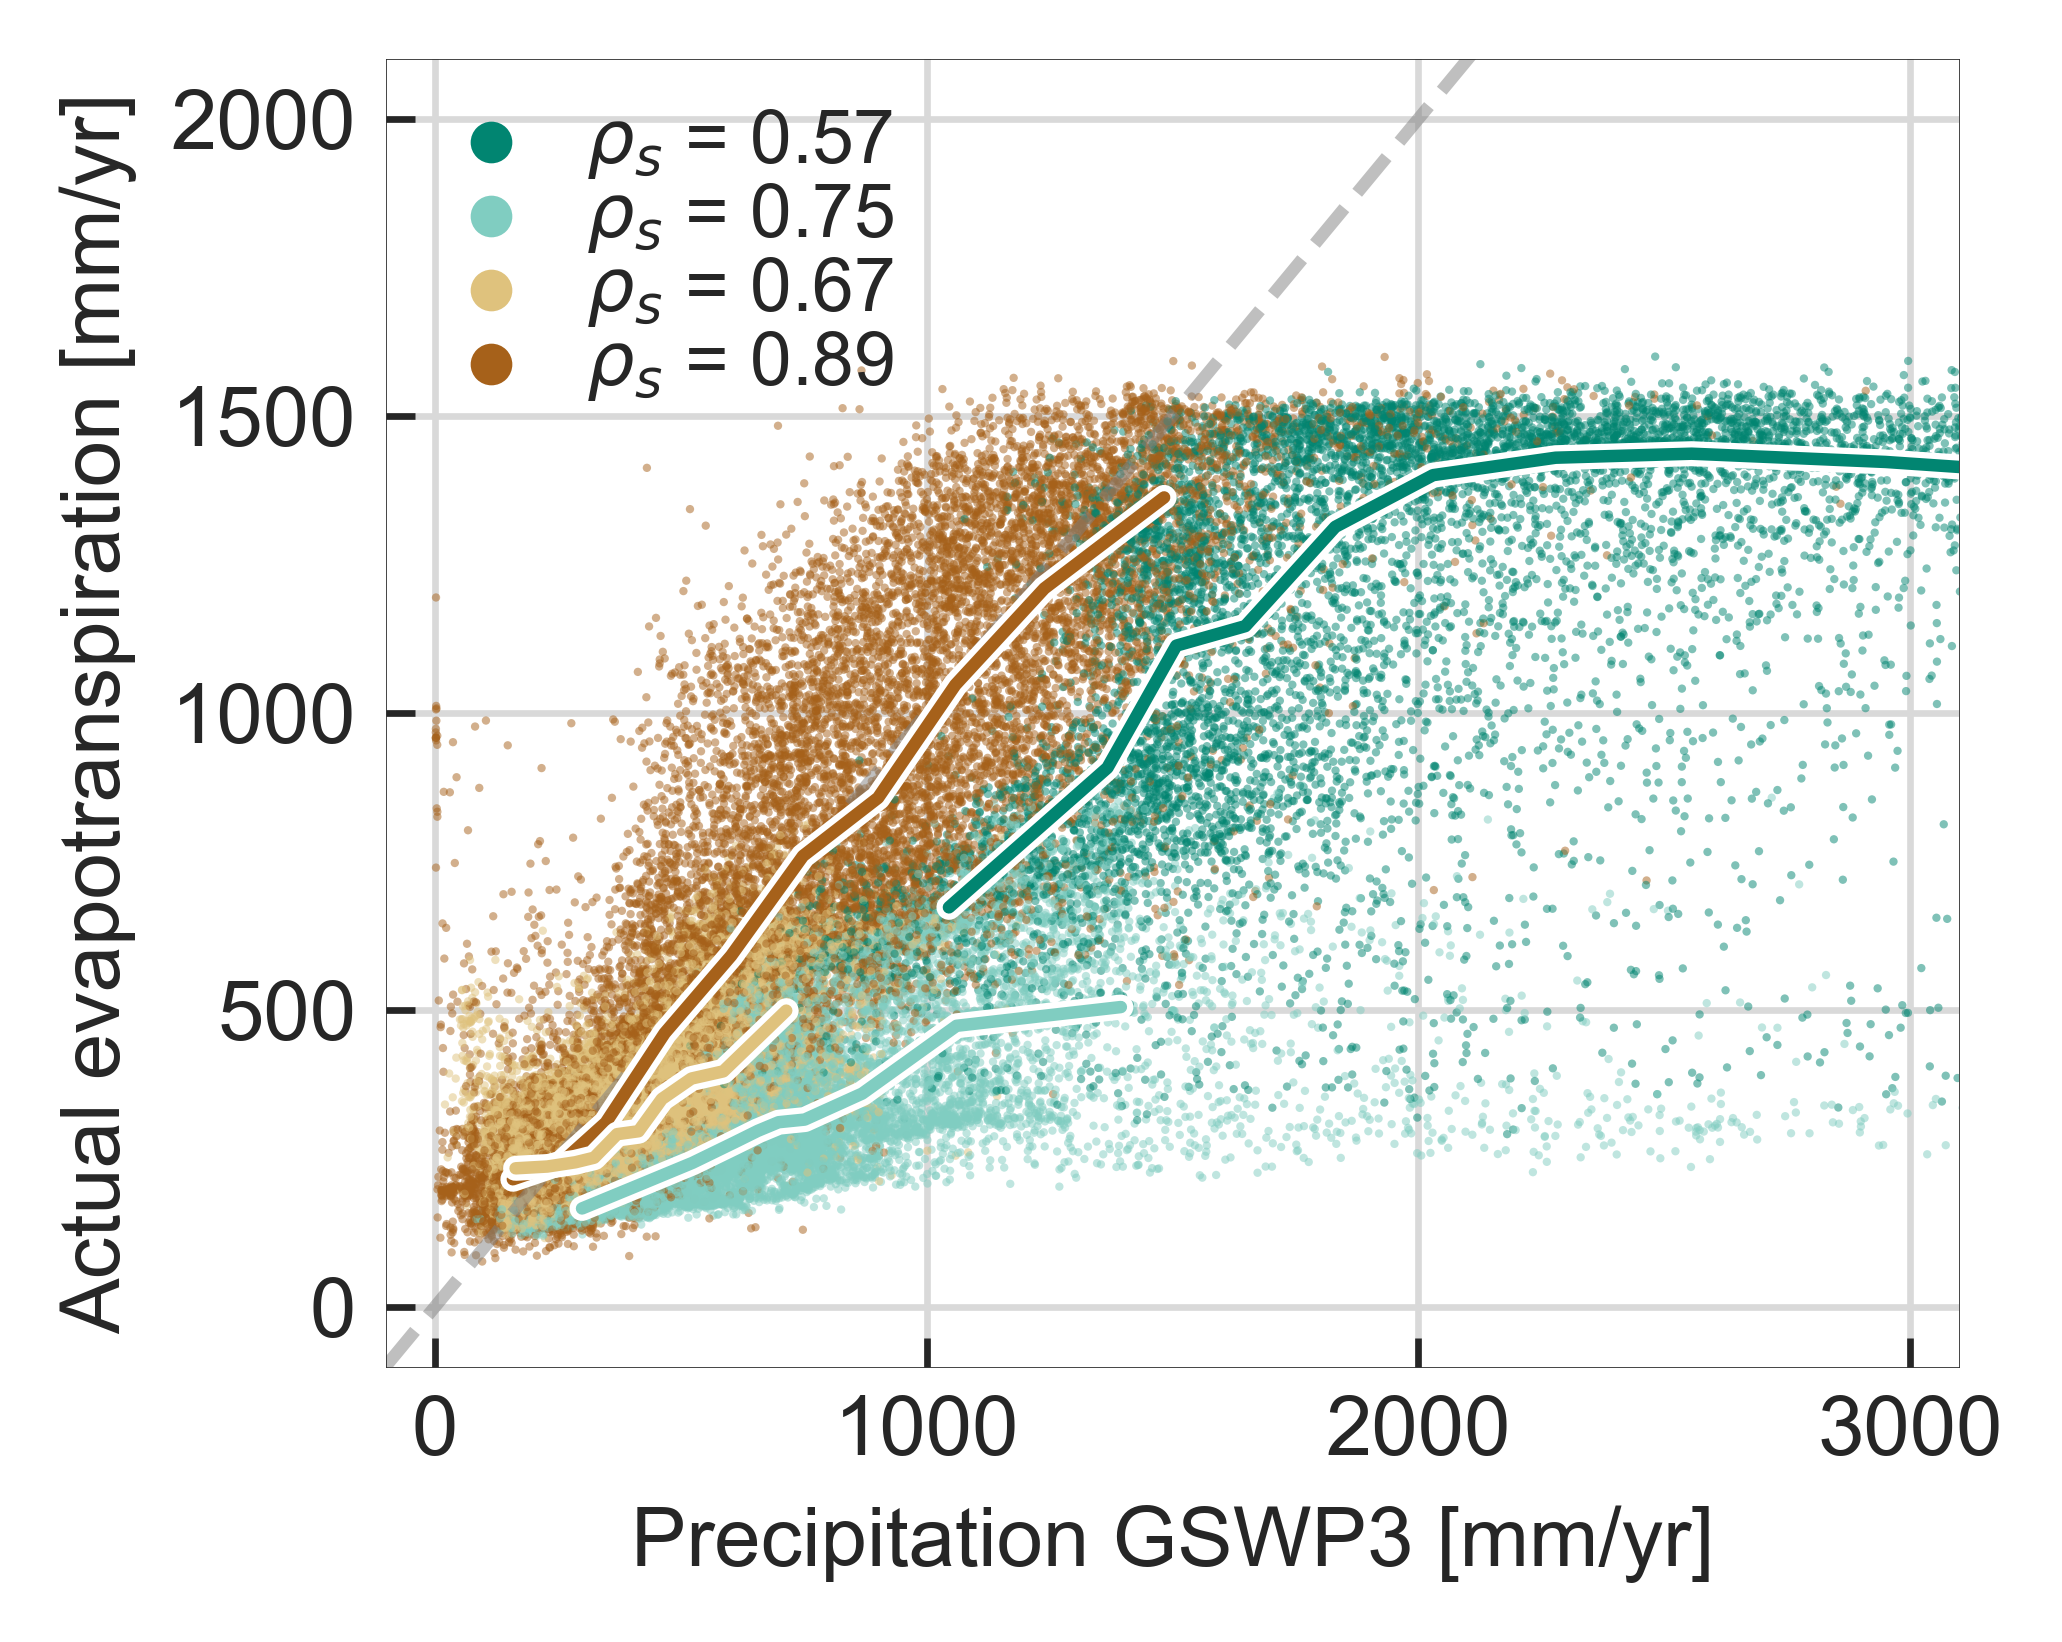 Actual evapotranspiration [mm/yr]
2000
1500
1000
500
0
ρs = 0.57
ρs = 0.75
ρs = 0.67
ρs = 0.89
0 1000 2000 3000
Precipitation GSWP3 [mm/yr]